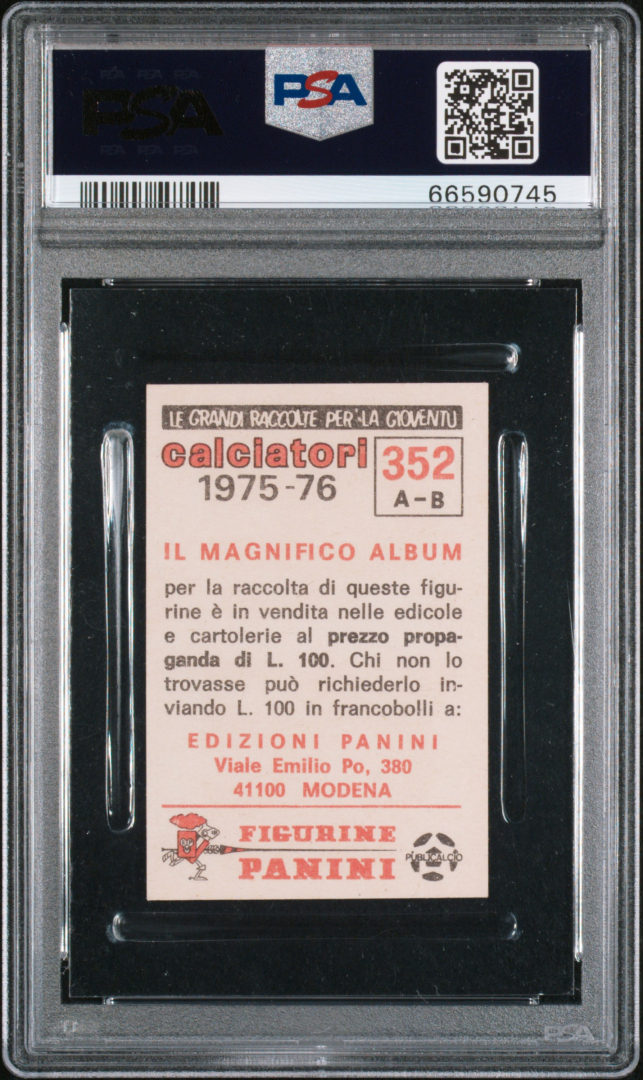 PSA
PSA
66590745
LE GRANDI RACCOLTE PER LA GIOVENTU
calciatori
1975-76
352
A-B
IL MAGNIFICO ALBUM
per la raccolta di queste figu-
rine è in vendita nelle edicole
e cartolerie al prezzo propa-
ganda di L. 100. Chi non lo
trovasse può richiederlo in-
viando L. 100 in francobolli a:
EDIZIONI PANINI
Viale Emilio Po, 380
41100 MODENA
FIGURINE
PANINI
PUBLICALCIO
PSA